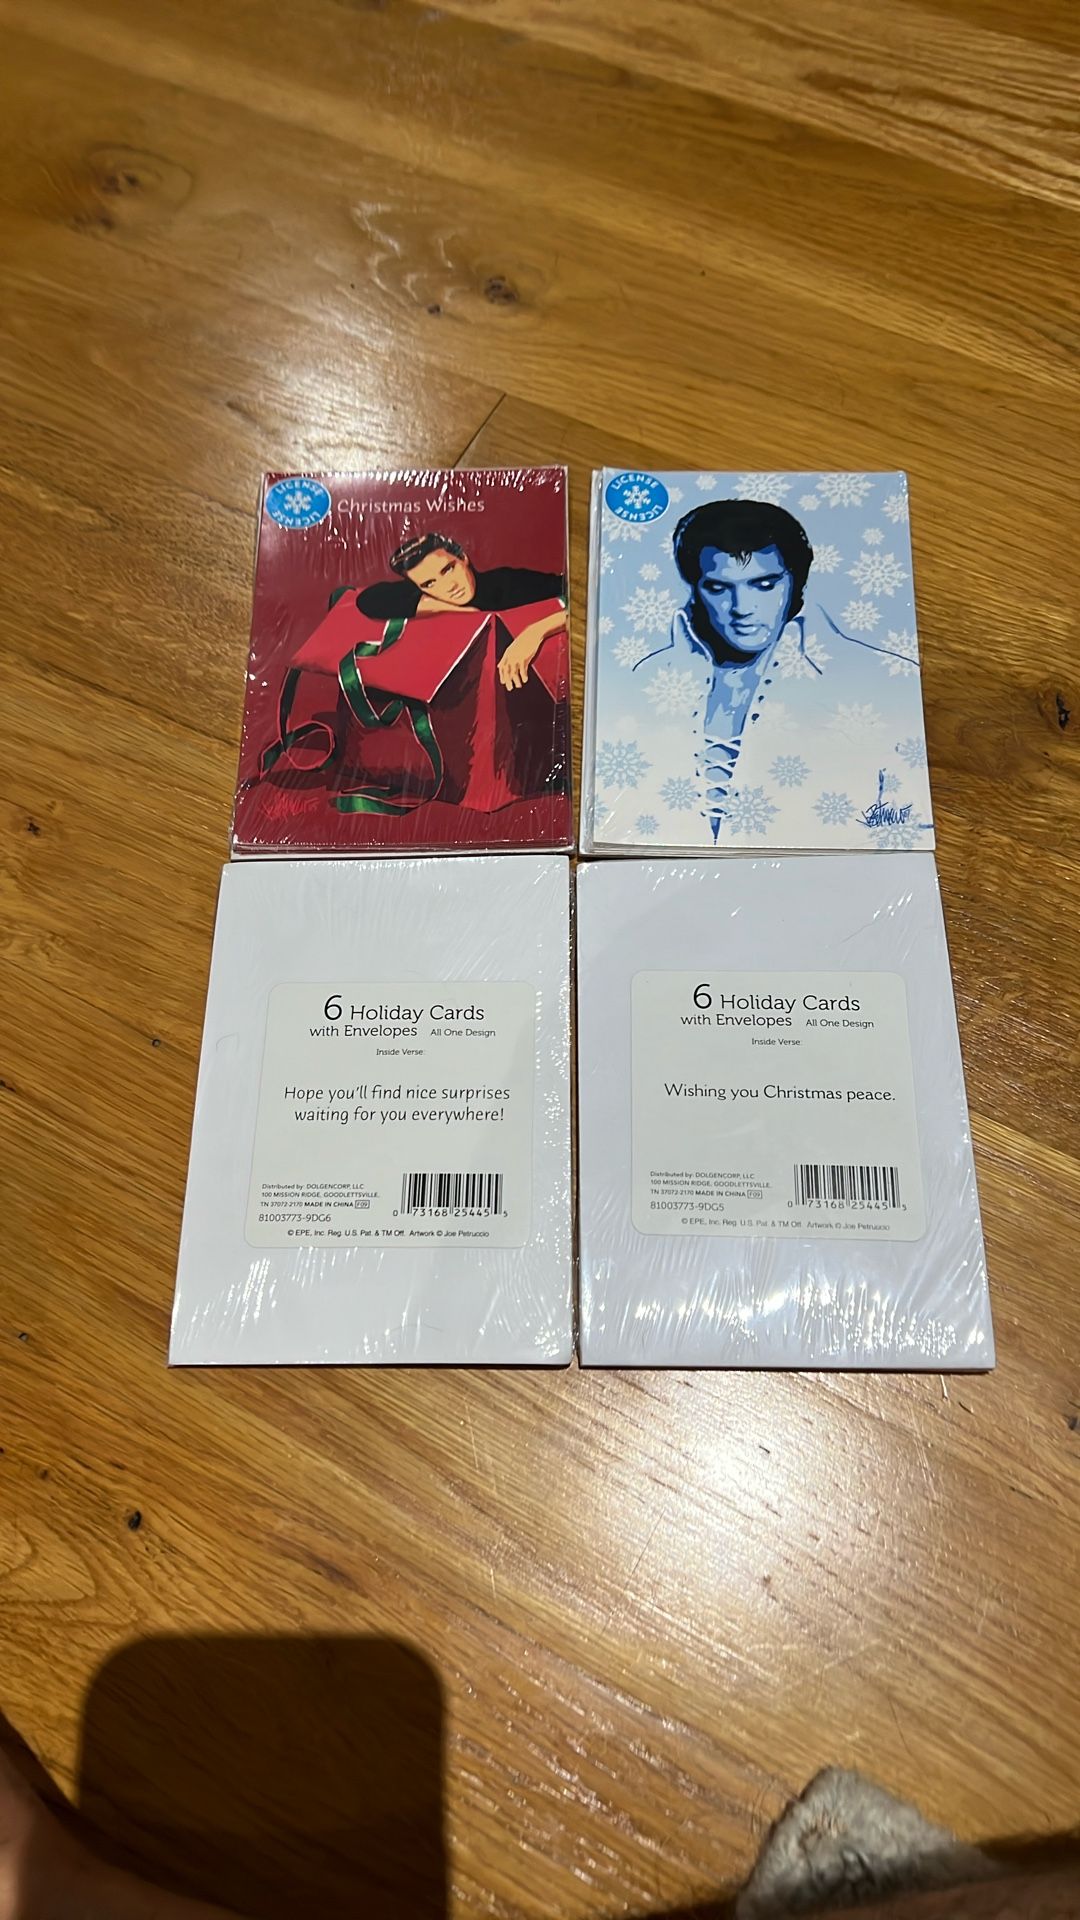 LICENSE
LICENSE
Christmas Wishes
LICENSE
LICENSE
6 Holiday Cards
with Envelopes All One Design
Inside Verse:
Hope you'll find nice surprises
waiting for you everywhere!
Distributed by: DOLGENCORP, LLC
100 MISSION RIDGE, GOODLETTSVILLE,
TN 37072-2170 MADE IN CHINA F09
81003773-9DG6
0 73168 25445 5
© EPE, Inc. Reg. U.S. Pat. & TM Off. Artwork © Joe Petruccio
6 Holiday Cards
with Envelopes All One Design
Inside Verse:
Wishing you Christmas peace.
Distributed by: DOLGENCORP, LLC
100 MISSION RIDGE, GOODLETTSVILLE,
TN 37072-2170 MADE IN CHINA F09
81003773-9DG5
0 73168 25445 5
© EPE, Inc. Reg. U.S. Pat. & TM Off. Artwork © Joe Petruccio